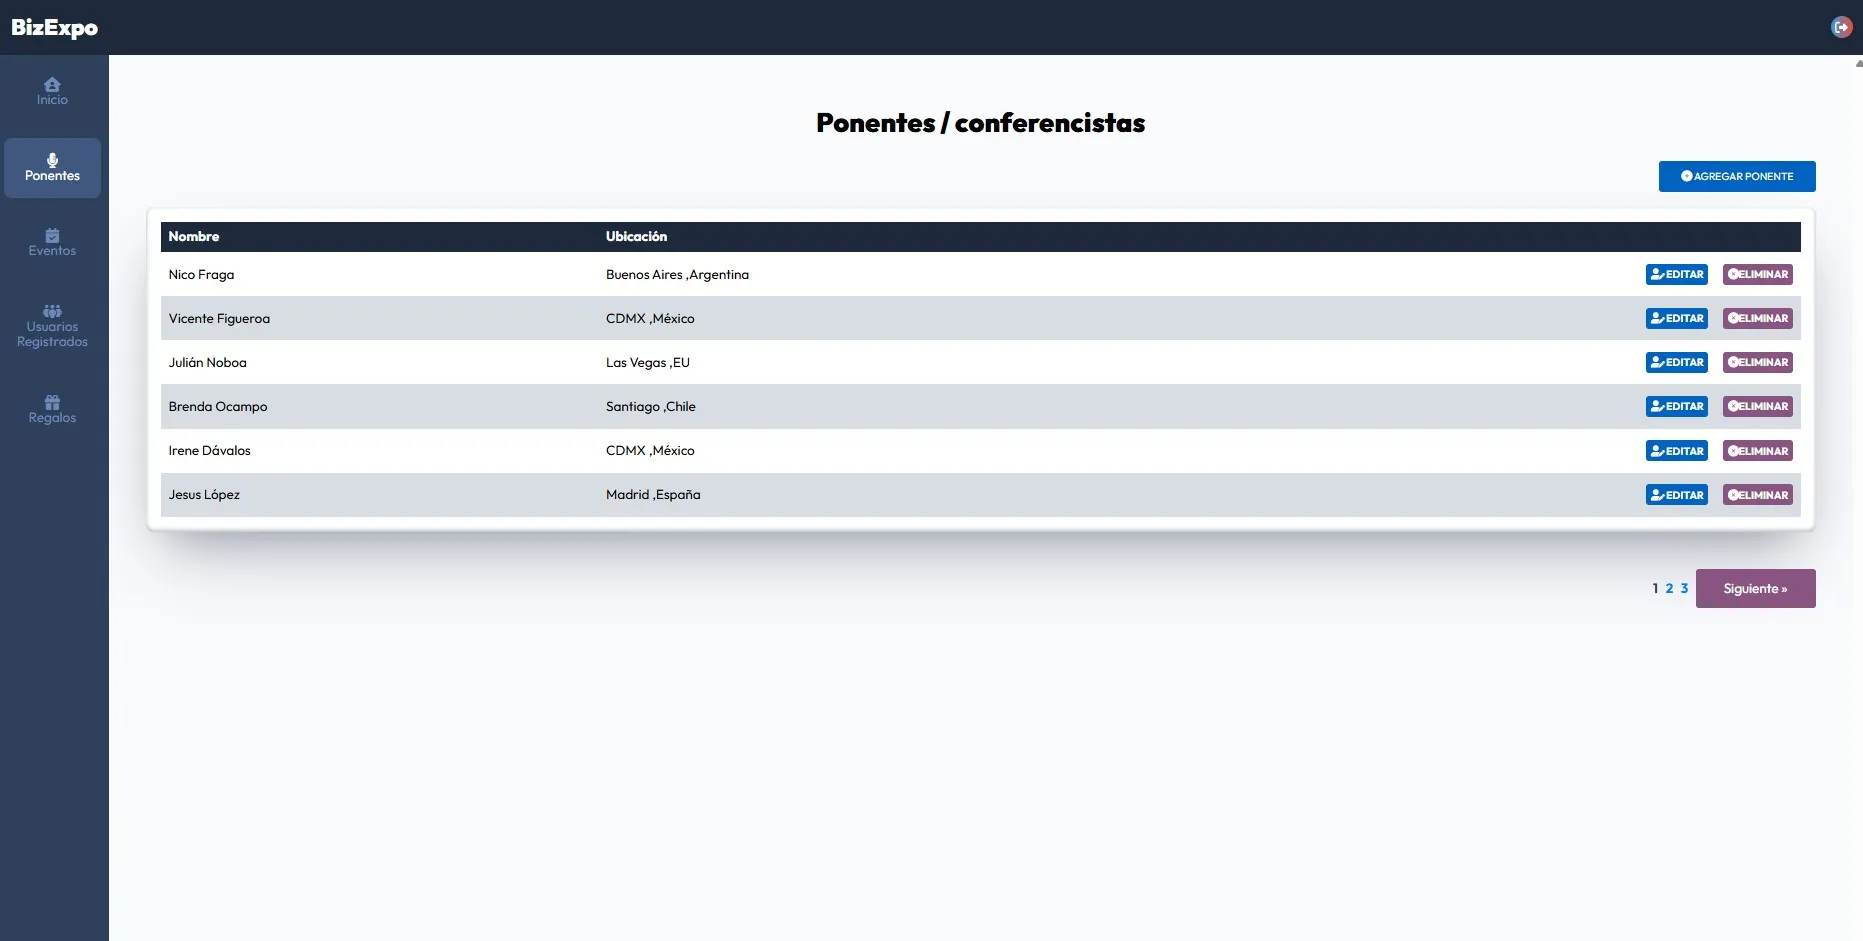 BizExpo
Inicio
Ponentes
Eventos
Usuarios
Registrados
Regalos
Ponentes / conferencistas
AGREGAR PONENTE
Nombre Ubicación
Nico Fraga Buenos Aires ,Argentina EDITAR ELIMINAR
Vicente Figueroa CDMX ,México EDITAR ELIMINAR
Julián Noboa Las Vegas ,EU EDITAR ELIMINAR
Brenda Ocampo Santiago ,Chile EDITAR ELIMINAR
Irene Dávalos CDMX ,México EDITAR ELIMINAR
Jesus López Madrid ,España EDITAR ELIMINAR
1 2 3 Siguiente »